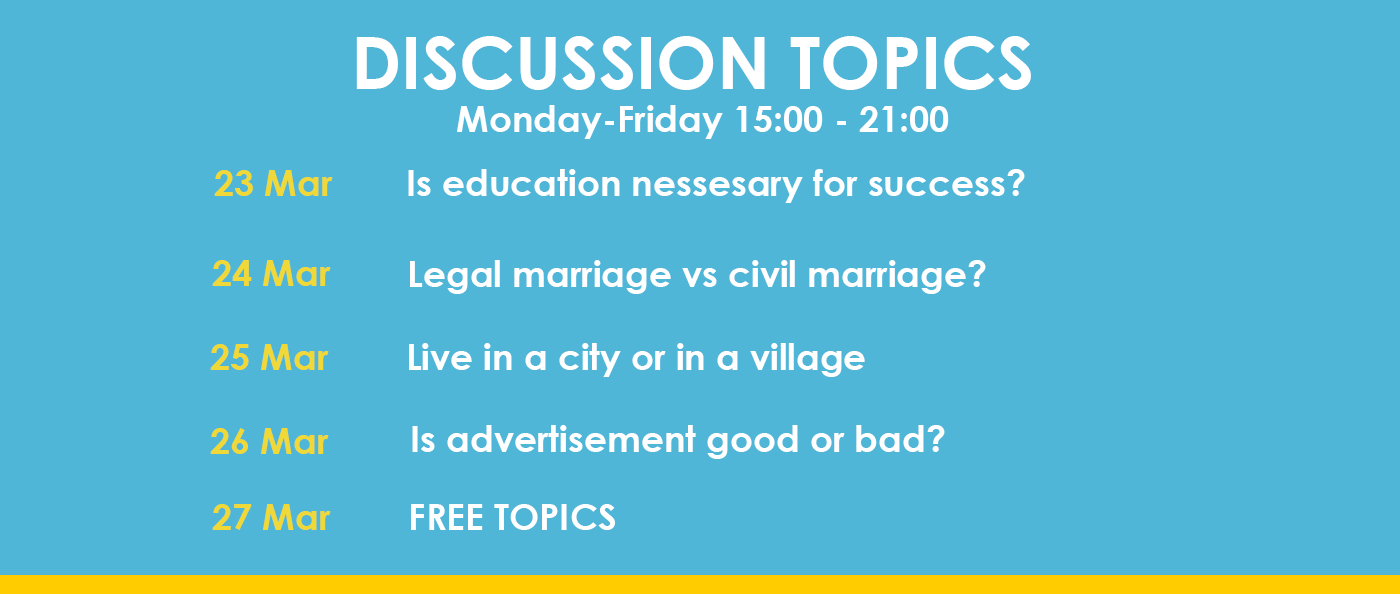 DISCUSSION TOPICS
Monday-Friday 15:00 - 21:00
23 Mar Is education nessesary for success?
24 Mar Legal marriage vs civil marriage?
25 Mar Live in a city or in a village
26 Mar Is advertisement good or bad?
27 Mar FREE TOPICS